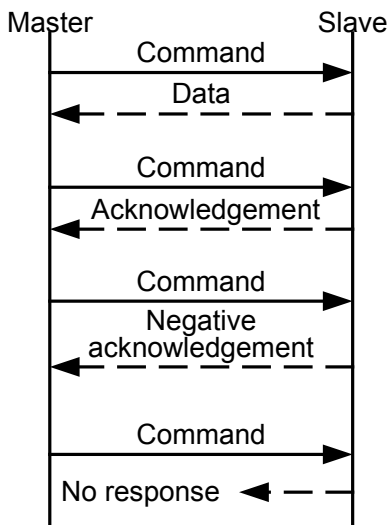 Master Slave
Command
Data
Command
Acknowledgement
Command
Negative
acknowledgement
Command
No response